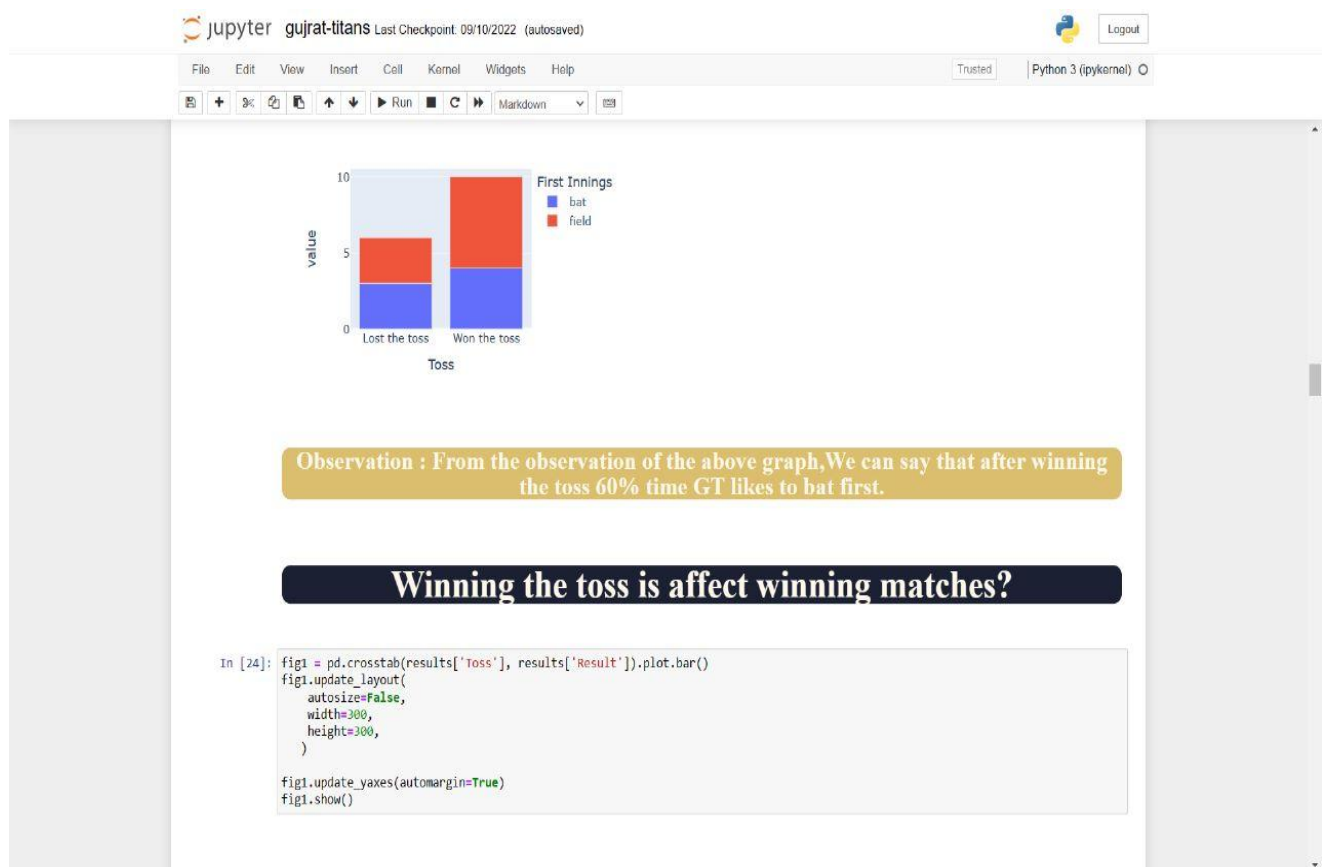 jupyter gujrat-titans Last Checkpoint: 09/10/2022 (autosaved) Logout
File Edit View Insert Cell Kernel Widgets Help Trusted Python 3 (ipykernel)
Run Markdown
10
5
0
value
Lost the toss Won the toss
Toss
First Innings
bat
field
Observation : From the observation of the above graph,We can say that after winning
the toss 60% time GT likes to bat first.
Winning the toss is affect winning matches?
In [24]: fig1 = pd.crosstab(results['Toss'], results['Result']).plot.bar()
fig1.update_layout(
autosize=False,
width=300,
height=300,
)
fig1.update_yaxes(automargin=True)
fig1.show()